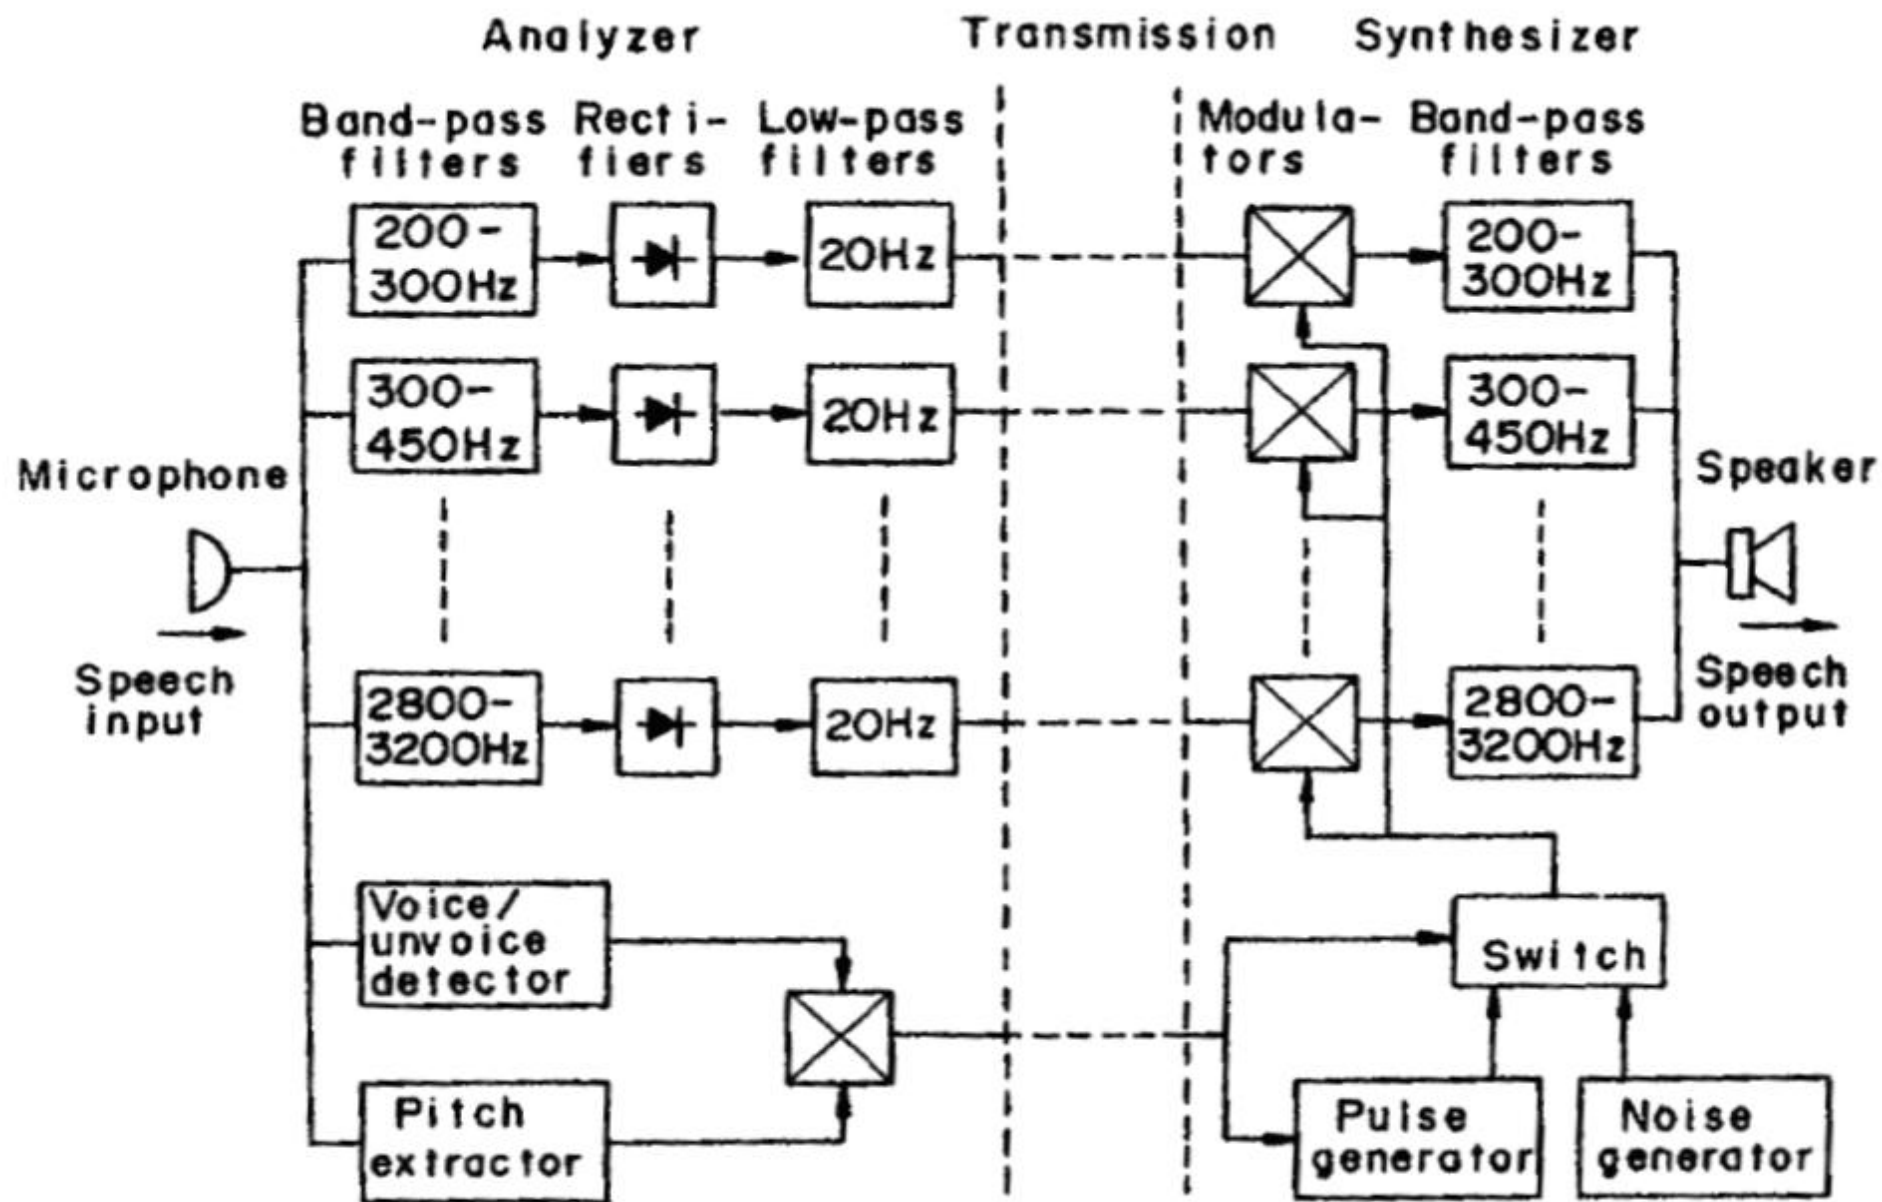 Analyzer
Transmission
Synthesizer
Band-pass
filters
Recti-
fiers
Low-pass
filters
Modula-
tors
Band-pass
filters
200-
300Hz
20Hz
200-
300Hz
300-
450Hz
20Hz
300-
450Hz
Microphone
Speech
input
Speaker
Speech
output
2800-
3200Hz
20Hz
2800-
3200Hz
Voice/
unvoice
detector
Switch
Pitch
extractor
Pulse
generator
Noise
generator